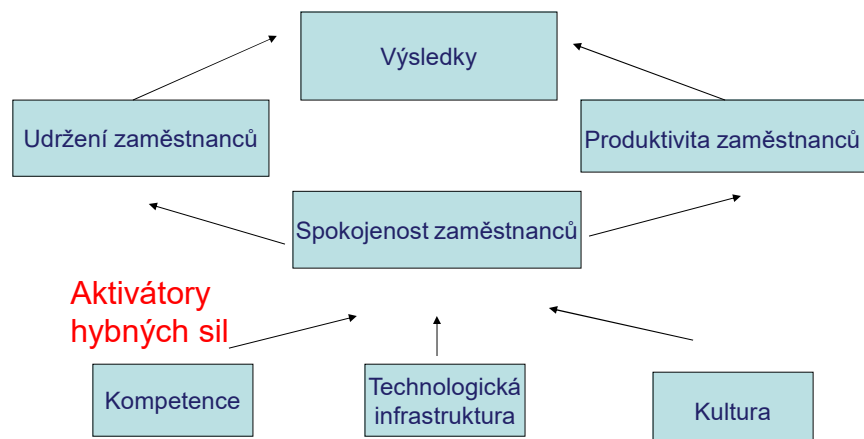 Výsledky
Udržení zaměstnanců
Produktivita zaměstnanců
Spokojenost zaměstnanců
Aktivátory
hybných sil
Kompetence
Technologická
infrastruktura
Kultura